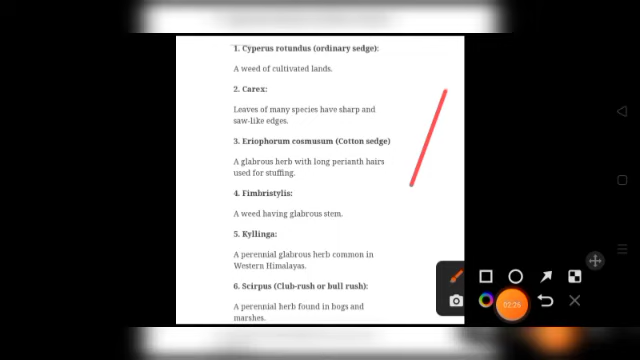 1. Cyperus rotundus (ordinary sedge):
A weed of cultivated lands.
2. Carex:
Leaves of many species have sharp and
saw-like edges.
3. Eriophorum cosmusum (Cotton sedge)
A glabrous herb with long perianth hairs
used for stuffing.
4. Fimbristylis:
A weed having glabrous stem.
5. Kyllinga:
A perennial glabrous herb common in
Western Himalayas.
6. Scirpus (Club-rush or bull rush):
A perennial herb found in bogs and
marshes.